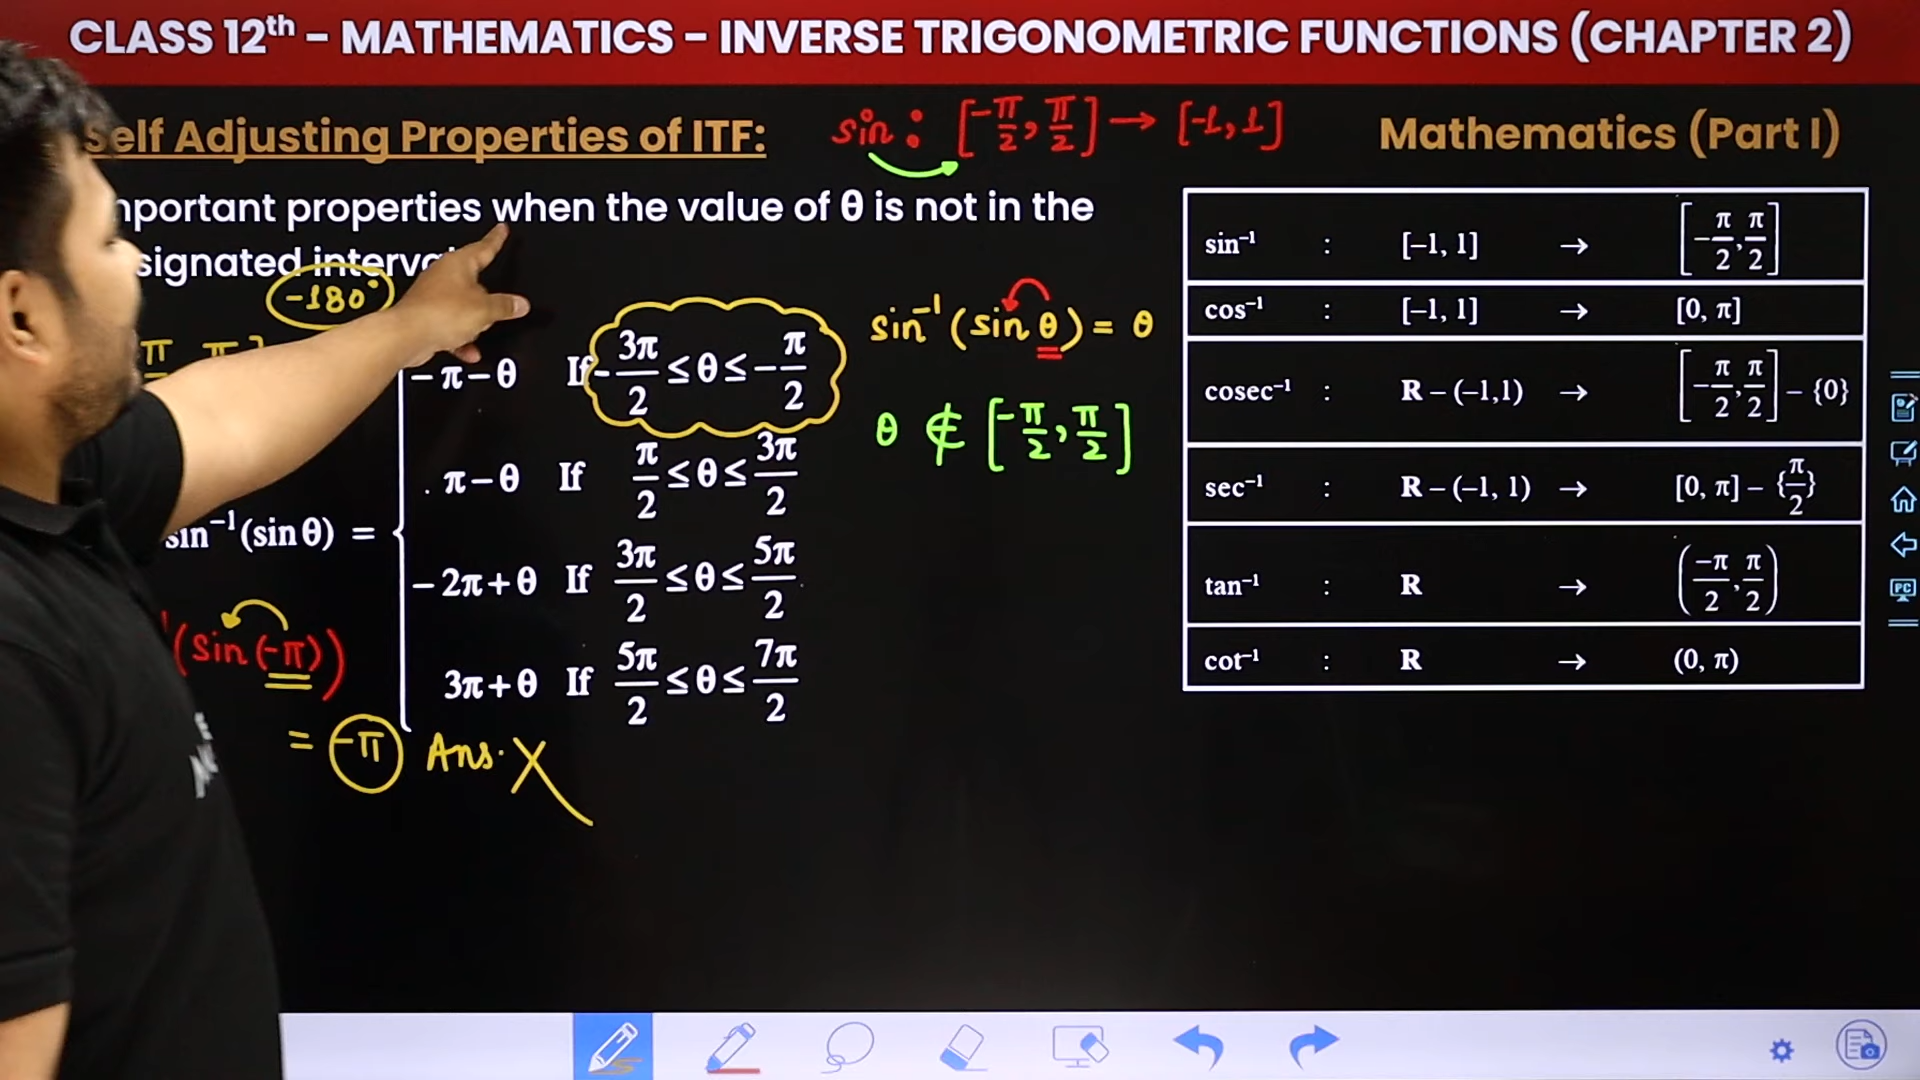 CLASS 12th – MATHEMATICS – INVERSE TRIGONOMETRIC FUNCTIONS (CHAPTER 2)
Self Adjusting Properties of ITF:
sin : [-π/2, π/2] → [-1, 1]
Mathematics (Part I)
mportant properties when the value of θ is not in the
signated interva
-180°
π π ]
-π-θ If -3π/2 ≤ θ ≤ -π/2
π-θ If π/2 ≤ θ ≤ 3π/2
sin⁻¹(sin θ) =
-2π+θ If 3π/2 ≤ θ ≤ 5π/2
3π+θ If 5π/2 ≤ θ ≤ 7π/2
(sin (-π))
= -π Ans. X
sin⁻¹ (sin θ) = θ
θ ∉ [-π/2, π/2]
sin⁻¹ : [–1, 1] → [-π/2, π/2]
cos⁻¹ : [–1, 1] → [0, π]
cosec⁻¹ : R – (–1,1) → [-π/2, π/2] – {0}
sec⁻¹ : R – (–1, 1) → [0, π] – {π/2}
tan⁻¹ : R → (-π/2, π/2)
cot⁻¹ : R → (0, π)
PC